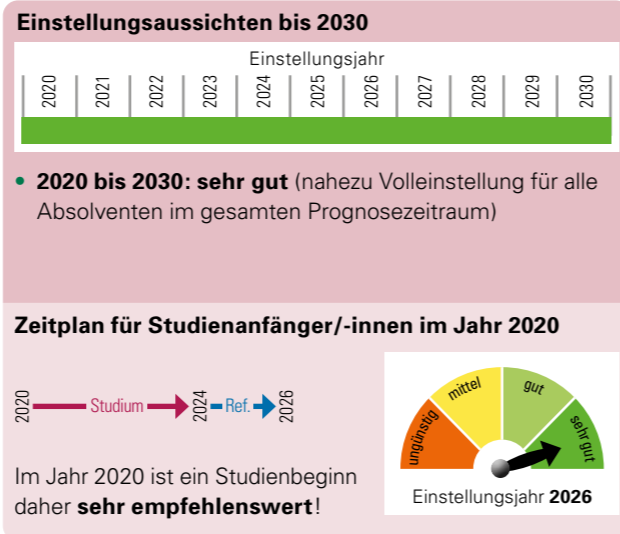 Einstellungsaussichten bis 2030
Einstellungsjahr
2020 2021 2022 2023 2024 2025 2026 2027 2028 2029 2030
• 2020 bis 2030: sehr gut (nahezu Volleinstellung für alle
Absolventen im gesamten Prognosezeitraum)
Zeitplan für Studienanfänger/-innen im Jahr 2020
2020 Studium 2024 Ref. 2026
Im Jahr 2020 ist ein Studienbeginn
daher sehr empfehlenswert!
ungünstig mittel gut sehr gut
Einstellungsjahr 2026